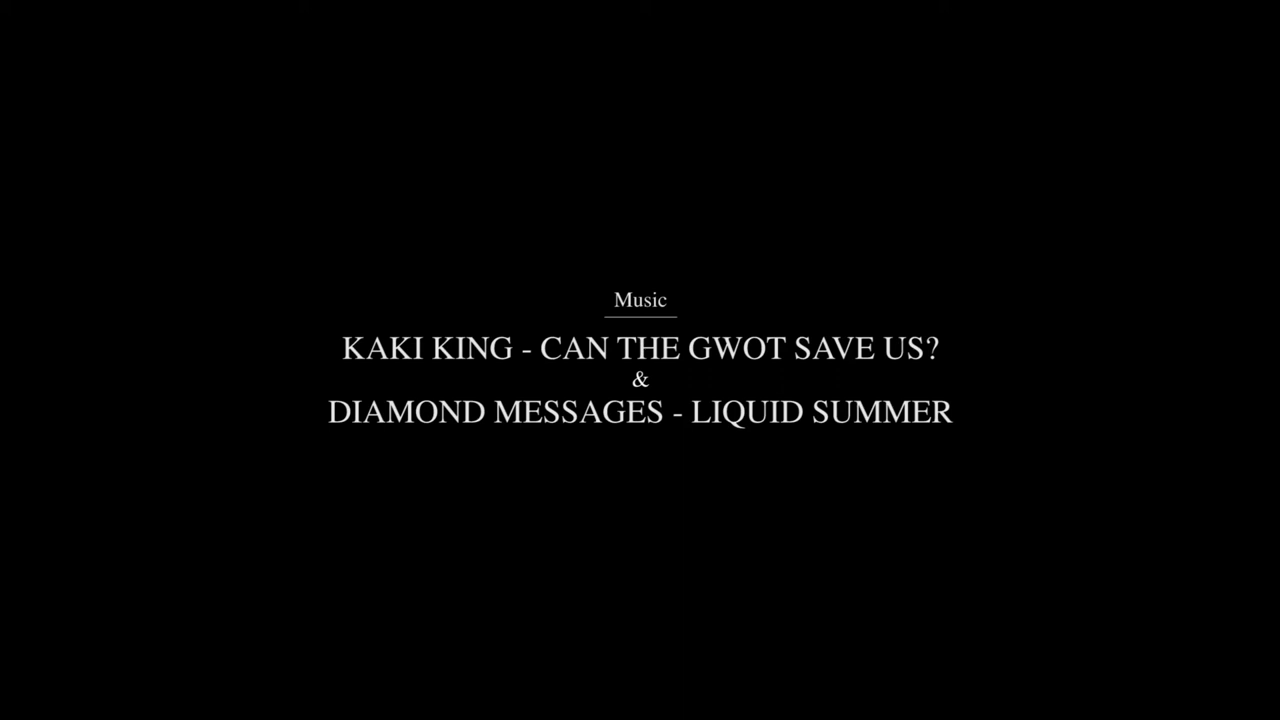 Music
KAKI KING - CAN THE GWOT SAVE US?
&
DIAMOND MESSAGES - LIQUID SUMMER